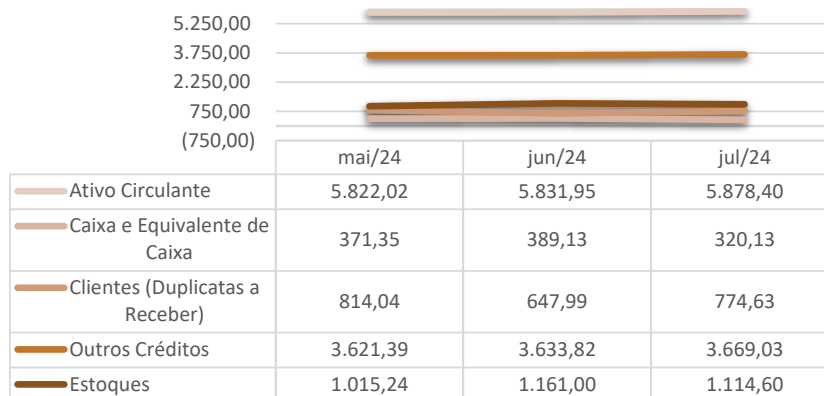 5.250,00
3.750,00
2.250,00
750,00
(750,00)
mai/24 jun/24 jul/24
Ativo Circulante 5.822,02 5.831,95 5.878,40
Caixa e Equivalente de
Caixa 371,35 389,13 320,13
Clientes (Duplicatas a
Receber) 814,04 647,99 774,63
Outros Créditos 3.621,39 3.633,82 3.669,03
Estoques 1.015,24 1.161,00 1.114,60